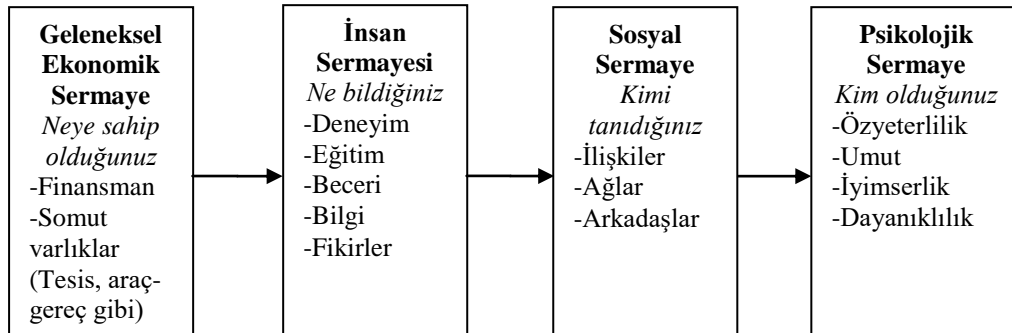 Geleneksel
Ekonomik
Sermaye
Neye sahip
olduğunuz
-Finansman
-Somut
varlıklar
(Tesis, araç-
gereç gibi)
İnsan
Sermayesi
Ne bildiğiniz
-Deneyim
-Eğitim
-Beceri
-Bilgi
-Fikirler
Sosyal
Sermaye
Kimi
tanıdığınız
-İlişkiler
-Ağlar
-Arkadaşlar
Psikolojik
Sermaye
Kim olduğunuz
-Özyeterlilik
-Umut
-İyimserlik
-Dayanıklılık